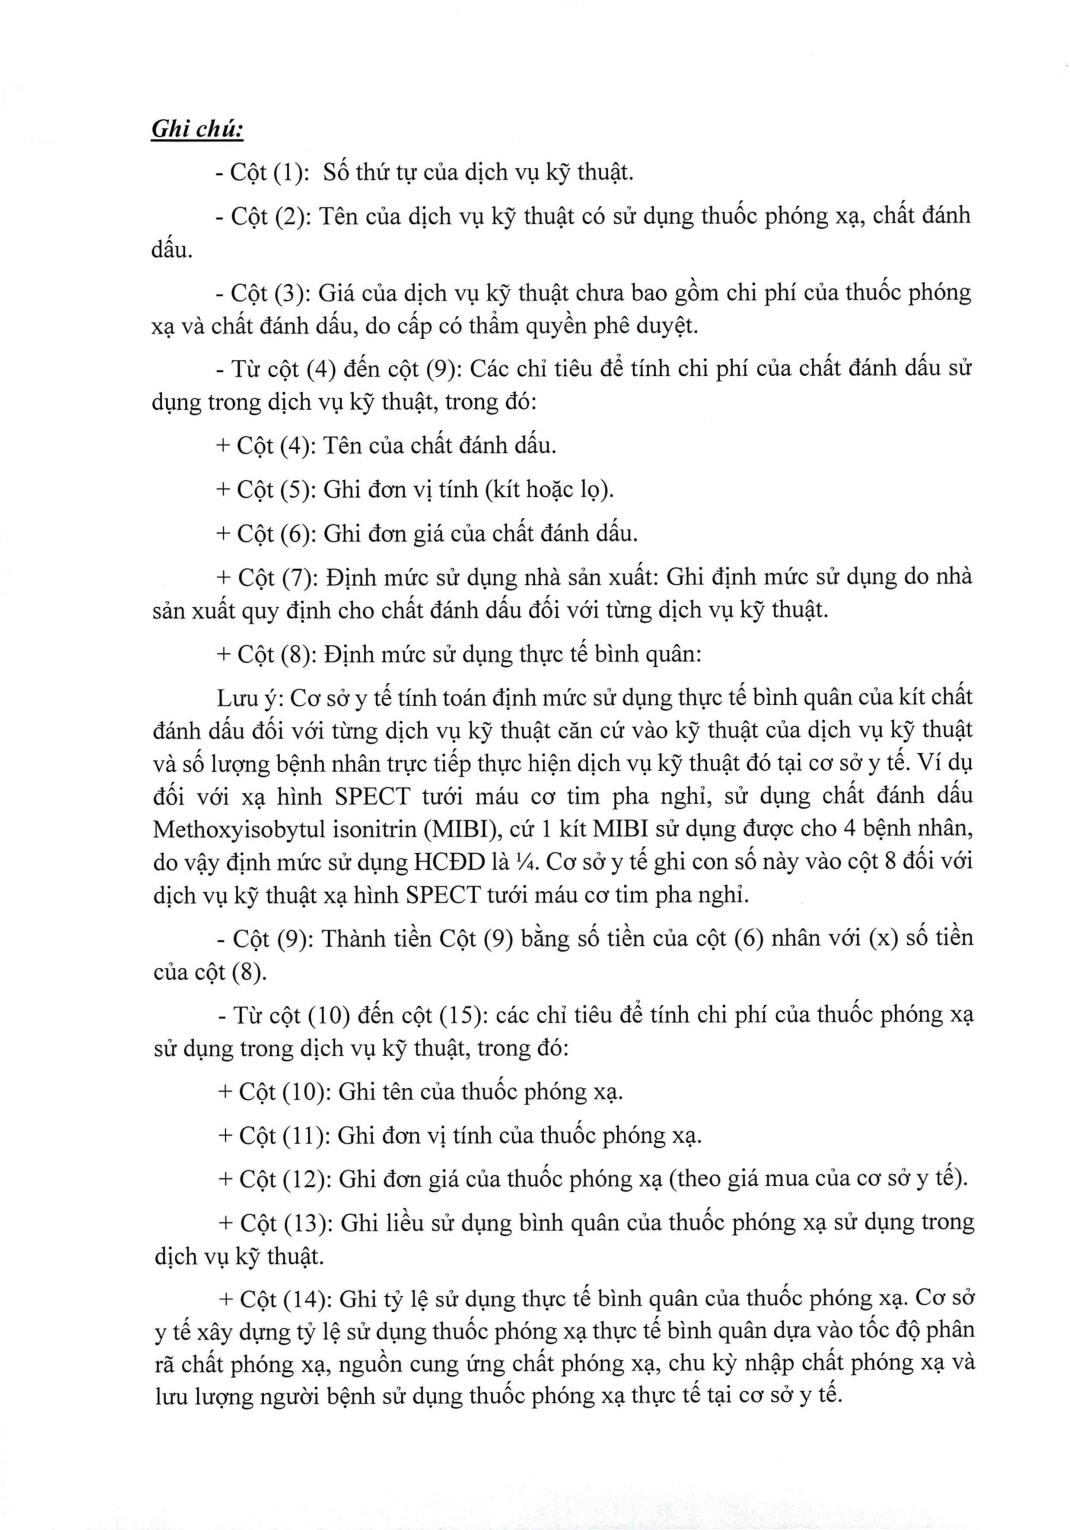 Ghi chú:
- Cột (1): Số thứ tự của dịch vụ kỹ thuật.
- Cột (2): Tên của dịch vụ kỹ thuật có sử dụng thuốc phóng xạ, chất đánh
dấu.
- Cột (3): Giá của dịch vụ kỹ thuật chưa bao gồm chi phí của thuốc phóng
xạ và chất đánh dấu, do cấp có thẩm quyền phê duyệt.
- Từ cột (4) đến cột (9): Các chỉ tiêu để tính chi phí của chất đánh dấu sử
dụng trong dịch vụ kỹ thuật, trong đó:
+ Cột (4): Tên của chất đánh dấu.
+ Cột (5): Ghi đơn vị tính (kít hoặc lọ).
+ Cột (6): Ghi đơn giá của chất đánh dấu.
+ Cột (7): Định mức sử dụng nhà sản xuất: Ghi định mức sử dụng do nhà
sản xuất quy định cho chất đánh dấu đối với từng dịch vụ kỹ thuật.
+ Cột (8): Định mức sử dụng thực tế bình quân:
Lưu ý: Cơ sở y tế tính toán định mức sử dụng thực tế bình quân của kít chất
đánh dấu đối với từng dịch vụ kỹ thuật căn cứ vào kỹ thuật của dịch vụ kỹ thuật
và số lượng bệnh nhân trực tiếp thực hiện dịch vụ kỹ thuật đó tại cơ sở y tế. Ví dụ
đối với xạ hình SPECT tưới máu cơ tim pha nghỉ, sử dụng chất đánh dấu
Methoxyisobytul isonitrin (MIBI), cứ 1 kít MIBI sử dụng được cho 4 bệnh nhân,
do vậy định mức sử dụng HCĐD là ¼. Cơ sở y tế ghi con số này vào cột 8 đối với
dịch vụ kỹ thuật xạ hình SPECT tưới máu cơ tim pha nghỉ.
- Cột (9): Thành tiền Cột (9) bằng số tiền của cột (6) nhân với (x) số tiền
của cột (8).
- Từ cột (10) đến cột (15): các chỉ tiêu để tính chi phí của thuốc phóng xạ
sử dụng trong dịch vụ kỹ thuật, trong đó:
+ Cột (10): Ghi tên của thuốc phóng xạ.
+ Cột (11): Ghi đơn vị tính của thuốc phóng xạ.
+ Cột (12): Ghi đơn giá của thuốc phóng xạ (theo giá mua của cơ sở y tế).
+ Cột (13): Ghi liều sử dụng bình quân của thuốc phóng xạ sử dụng trong
dịch vụ kỹ thuật.
+ Cột (14): Ghi tỷ lệ sử dụng thực tế bình quân của thuốc phóng xạ. Cơ sở
y tế xây dựng tỷ lệ sử dụng thuốc phóng xạ thực tế bình quân dựa vào tốc độ phân
rã chất phóng xạ, nguồn cung ứng chất phóng xạ, chu kỳ nhập chất phóng xạ và
lưu lượng người bệnh sử dụng thuốc phóng xạ thực tế tại cơ sở y tế.